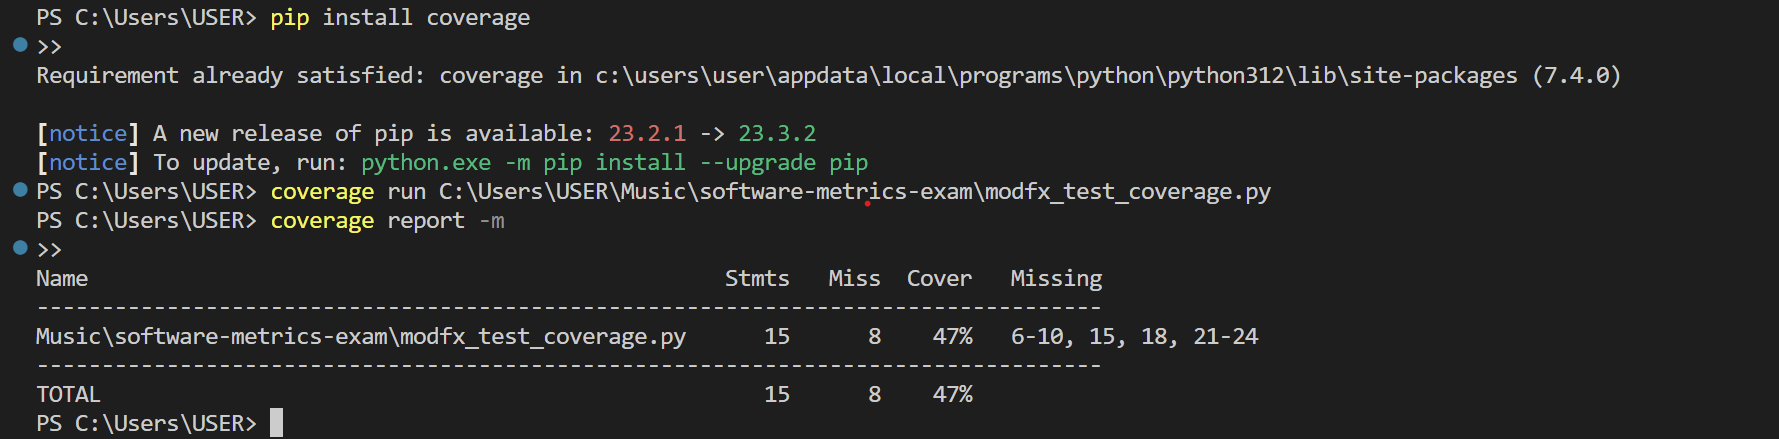 PS C:\Users\USER> pip install coverage
>>
Requirement already satisfied: coverage in c:\users\user\appdata\local\programs\python\python312\lib\site-packages (7.4.0)
[notice] A new release of pip is available: 23.2.1 -> 23.3.2
[notice] To update, run: python.exe -m pip install --upgrade pip
PS C:\Users\USER> coverage run C:\Users\USER\Music\software-metrics-exam\modfx_test_coverage.py
PS C:\Users\USER> coverage report -m
>>
Name Stmts Miss Cover Missing
----------------------------------------------------------------------------------
Music\software-metrics-exam\modfx_test_coverage.py 15 8 47% 6-10, 15, 18, 21-24
----------------------------------------------------------------------------------
TOTAL 15 8 47%
PS C:\Users\USER>